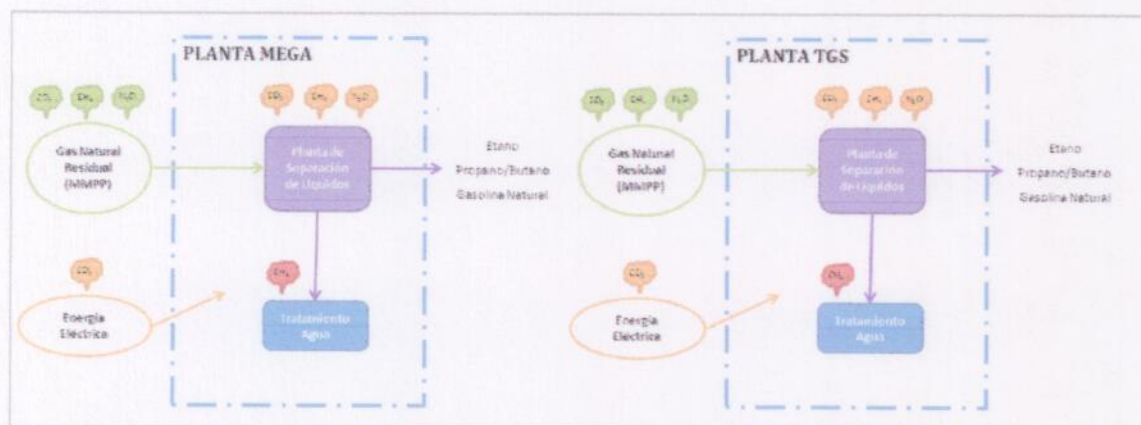 PLANTA MEGA
CO₂ CH₄ N₂O
CO₂ CH₄ N₂O
Gas Natural
Residual
(MMPP)
Planta de
Separación
de Líquidos
Etano
Propano/Butano
Gasolina Natural
CO₂
CH₄
Energía
Eléctrica
Tratamiento
Agua
PLANTA TGS
CO₂ CH₄ N₂O
CO₂ CH₄ N₂O
Gas Natural
Residual
(MMPP)
Planta de
Separación
de Líquidos
Etano
Propano/Butano
Gasolina Natural
CO₂
CH₄
Energía
Eléctrica
Tratamiento
Agua